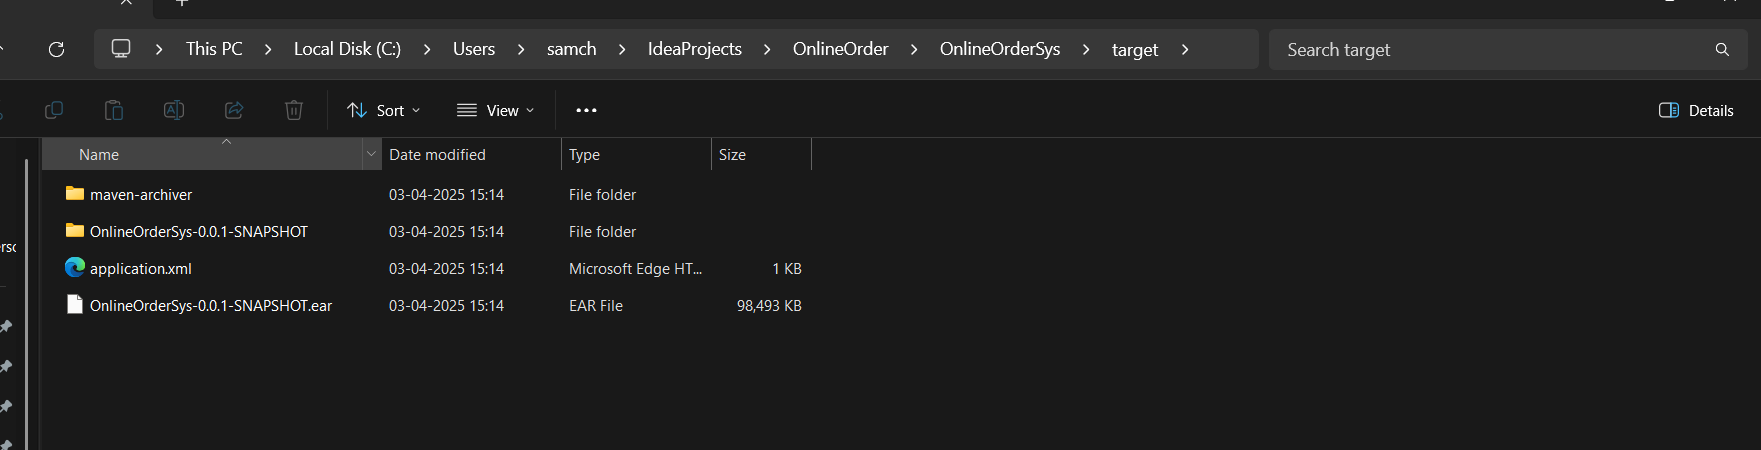 This PC > Local Disk (C:) > Users > samch > IdeaProjects > OnlineOrder > OnlineOrderSys > target > Search target
Sort View ••• Details
Name Date modified Type Size
maven-archiver 03-04-2025 15:14 File folder
OnlineOrderSys-0.0.1-SNAPSHOT 03-04-2025 15:14 File folder
application.xml 03-04-2025 15:14 Microsoft Edge HT... 1 KB
OnlineOrderSys-0.0.1-SNAPSHOT.ear 03-04-2025 15:14 EAR File 98,493 KB